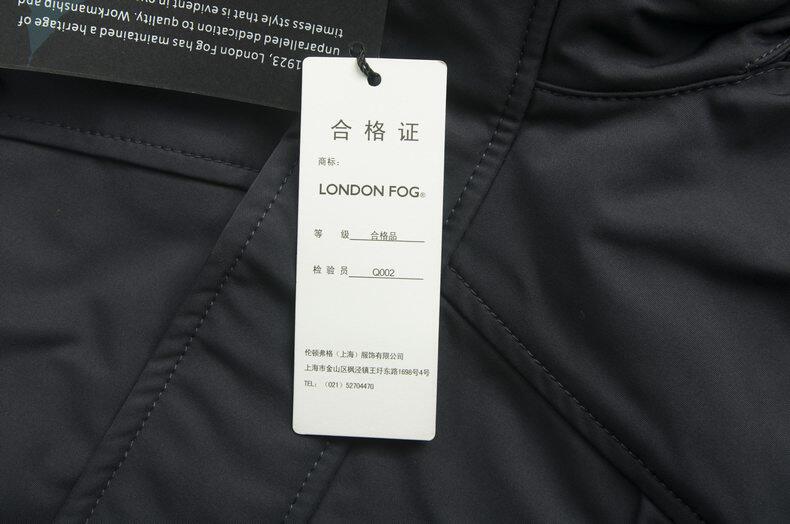 1923, London Fog has maintained a heritage of
unparalleled dedication to quality. Workmanship and
timeless style that is evident in
合格证
商标：
LONDON FOG®
等 级 合格品
检 验 员 Q002
伦顿弗格（上海）服饰有限公司
上海市金山区枫泾镇王圩东路1698号4号
TEL: （021）52704470